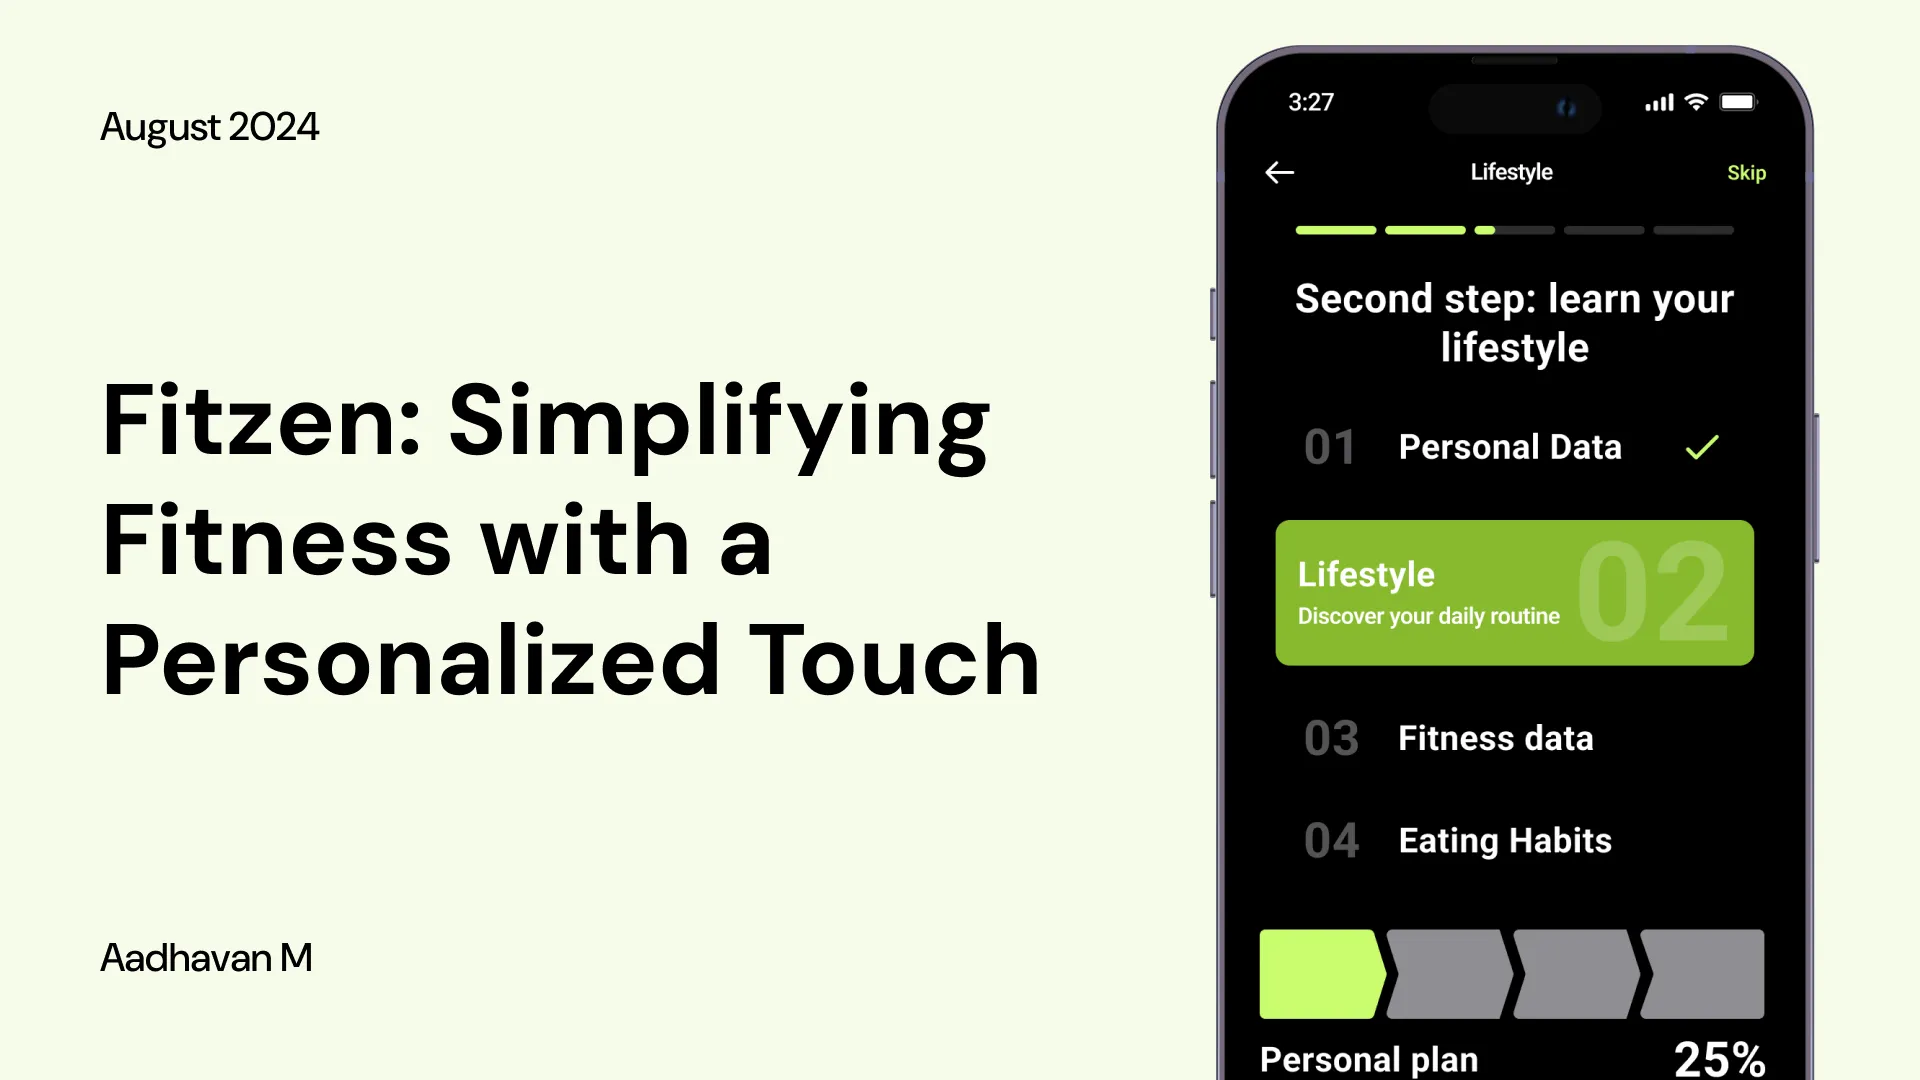 August 2024
Fitzen: Simplifying
Fitness with a
Personalized Touch
Aadhavan M
3:27
Lifestyle
Skip
Second step: learn your
lifestyle
01 Personal Data
Lifestyle
Discover your daily routine
02
03 Fitness data
04 Eating Habits
Personal plan 25%